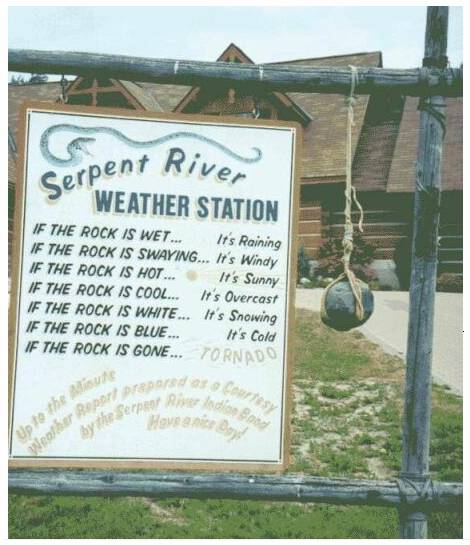 Serpent River
WEATHER STATION
IF THE ROCK IS WET... It's Raining
IF THE ROCK IS SWAYING... It's Windy
IF THE ROCK IS HOT... It's Sunny
IF THE ROCK IS COOL... It's Overcast
IF THE ROCK IS WHITE... It's Snowing
IF THE ROCK IS BLUE... It's Cold
IF THE ROCK IS GONE... TORNADO
Up to the Minute
Weather Report prepared as a Courtesy
by the Serpent River Indian Band
Have a nice Day!